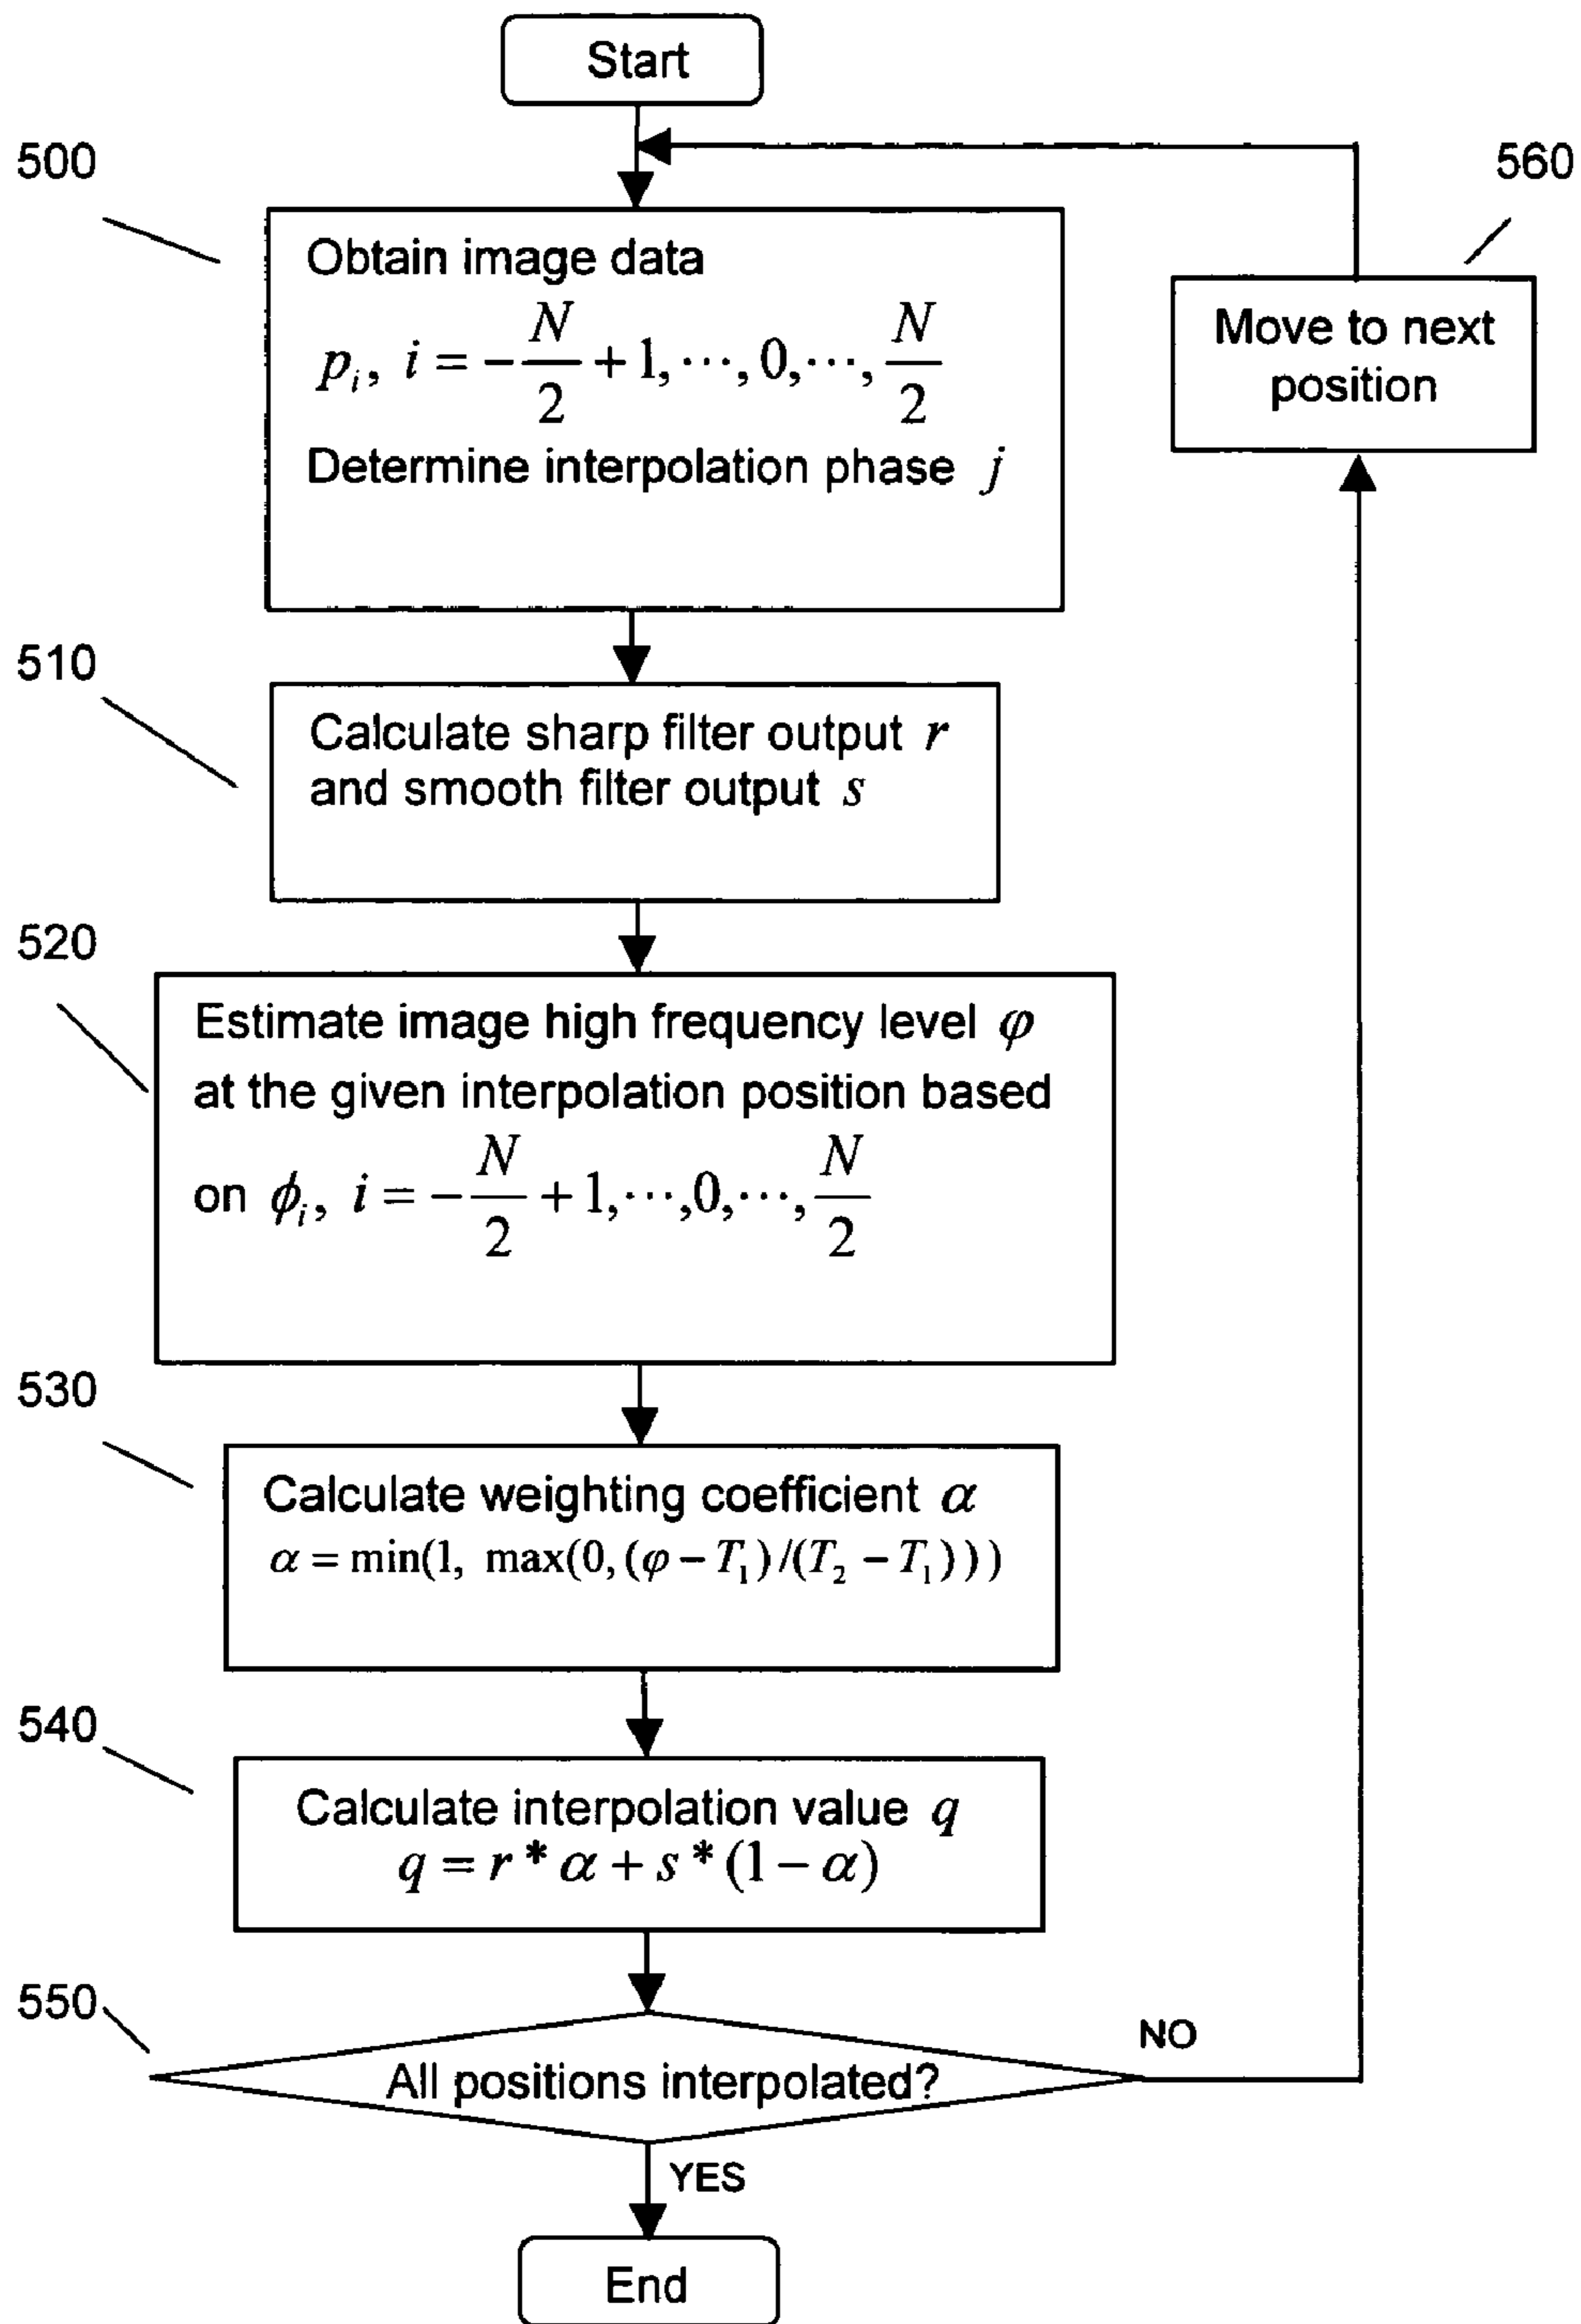 Start
500
560
Obtain image data
p_i, i = -N/2 + 1, ⋯, 0, ⋯, N/2
Determine interpolation phase j
Move to next
position
510
Calculate sharp filter output r
and smooth filter output s
520
Estimate image high frequency level φ
at the given interpolation position based
on ϕ_i, i = -N/2 + 1, ⋯, 0, ⋯, N/2
530
Calculate weighting coefficient α
α = min(1, max(0, (φ − T_1) /(T_2 − T_1) ) )
540
Calculate interpolation value q
q = r * α + s * (1 − α)
550
All positions interpolated?
NO
YES
End